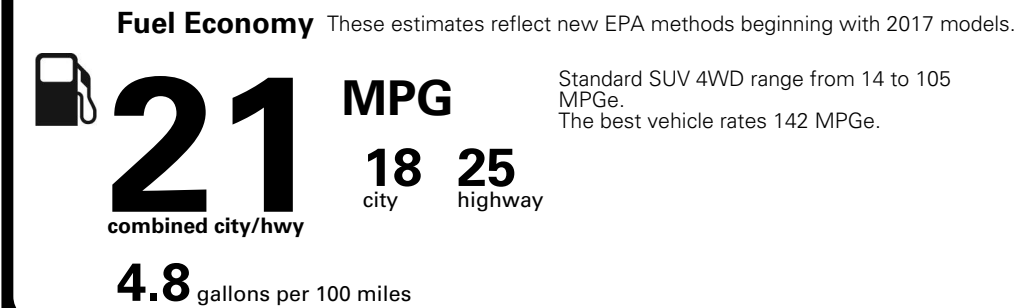 Fuel Economy These estimates reflect new EPA methods beginning with 2017 models.
21 MPG
Standard SUV 4WD range from 14 to 105
MPGe.
The best vehicle rates 142 MPGe.
18 25
city highway
combined city/hwy
4.8 gallons per 100 miles